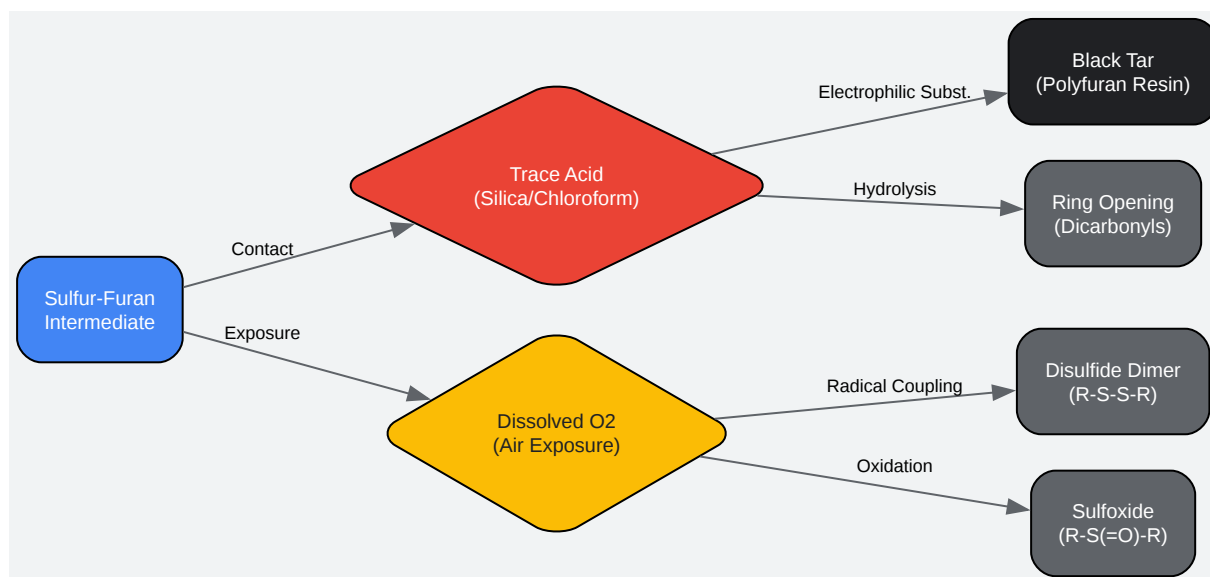 Black Tar
(Polyfuran Resin)
Electrophilic Subst.
Trace Acid
(Silica/Chloroform)
Hydrolysis
Ring Opening
(Dicarbonyls)
Contact
Sulfur-Furan
Intermediate
Exposure
Disulfide Dimer
(R-S-S-R)
Radical Coupling
Dissolved O2
(Air Exposure)
Oxidation
Sulfoxide
(R-S(=O)-R)